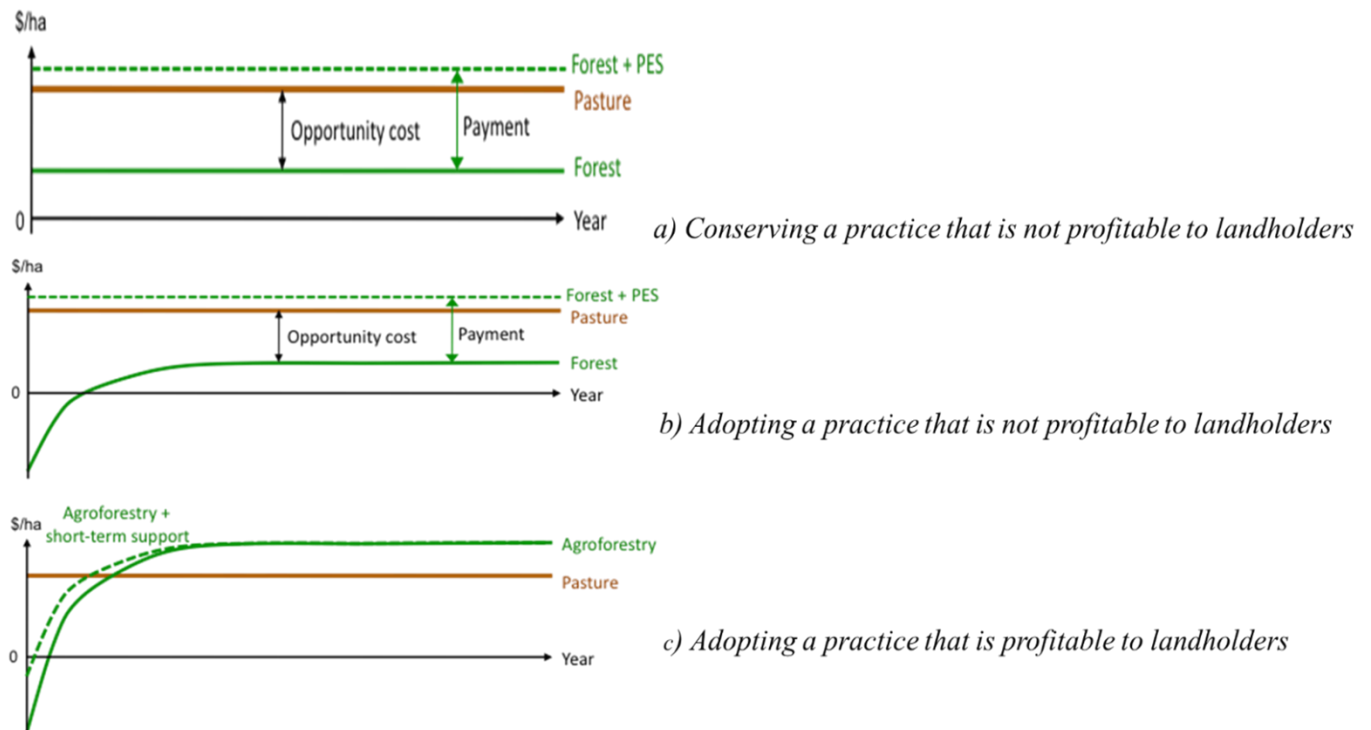 $/ha
Forest + PES
Pasture
Opportunity cost
Payment
Forest
0
Year
a) Conserving a practice that is not profitable to landholders
$/ha
Forest + PES
Pasture
Opportunity cost
Payment
Forest
0
Year
b) Adopting a practice that is not profitable to landholders
Agroforestry +
short-term support
$/ha
Agroforestry
Pasture
0
Year
c) Adopting a practice that is profitable to landholders